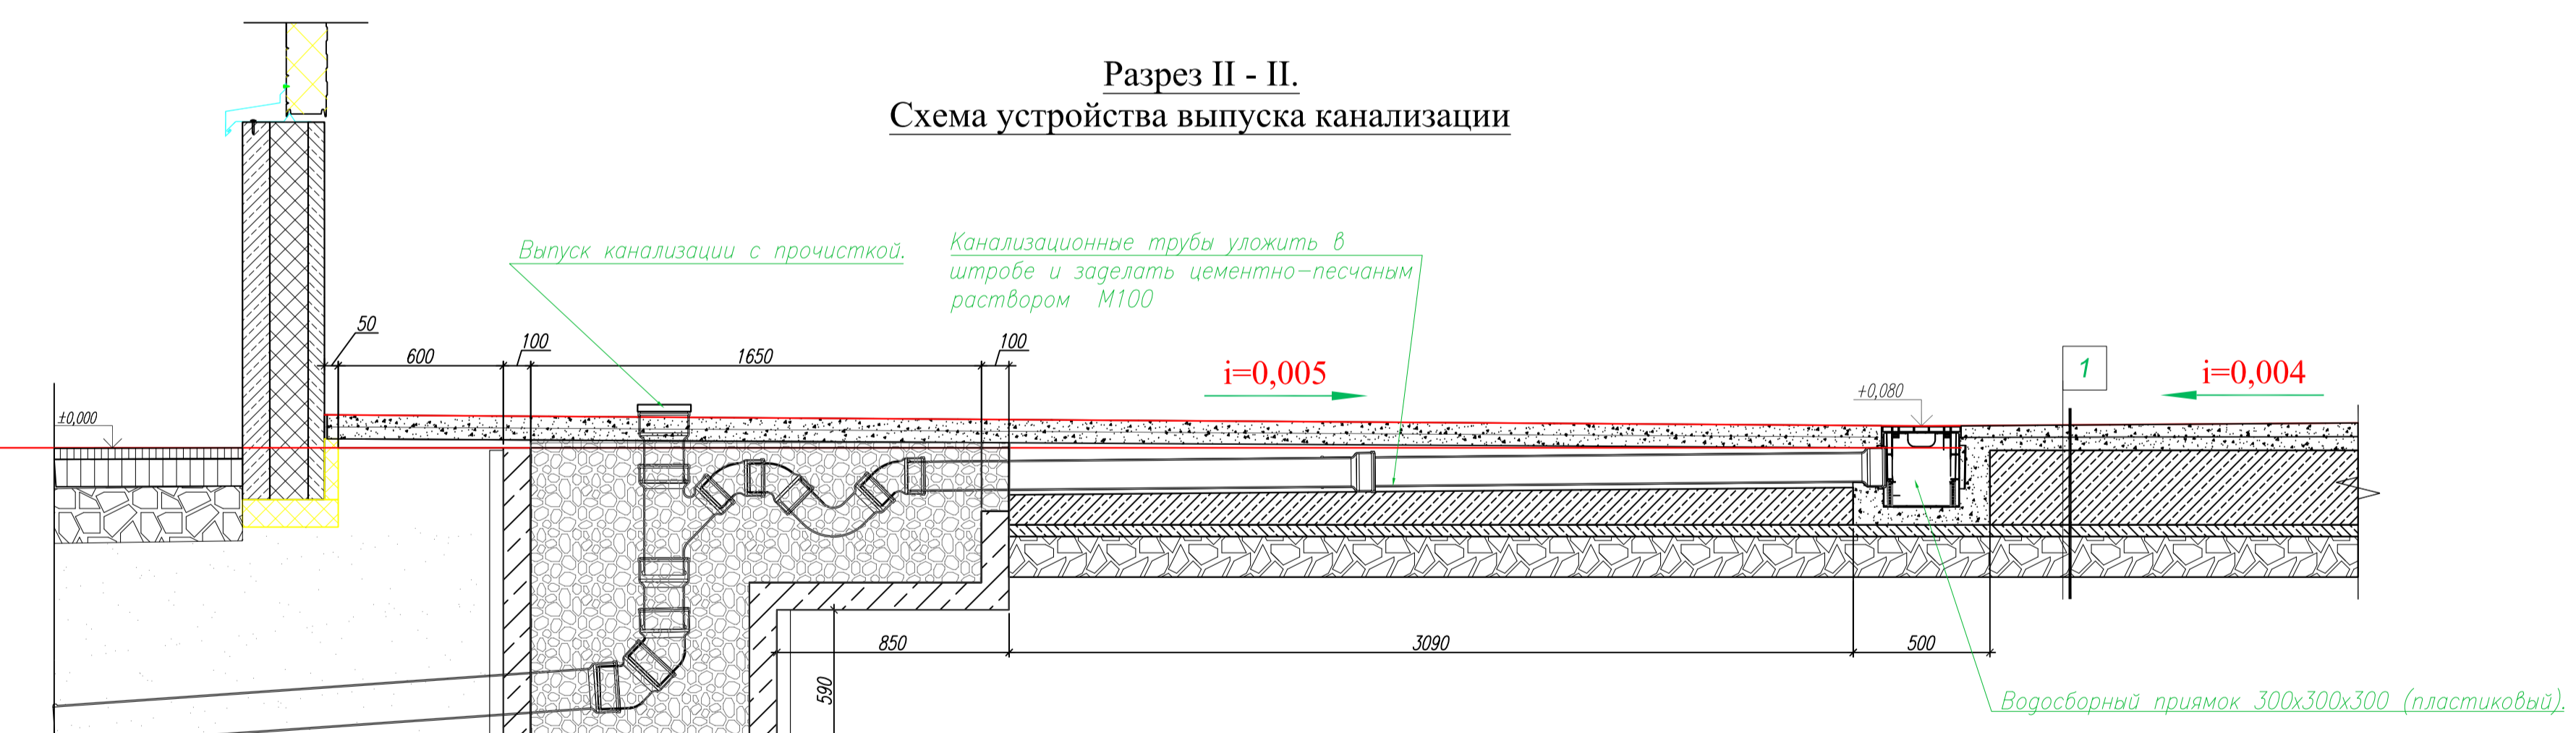 Разрез II - II.
Схема устройства выпуска канализации
Выпуск канализации с прочисткой.
Канализационные трубы уложить в
штробе и заделать цементно-песчаным
раствором М100
50
600
100
1650
100
i=0,005
1
i=0,004
±0,000
+0,080
850
3090
500
590
Водосборный приямок 300х300х300 (пластиковый).